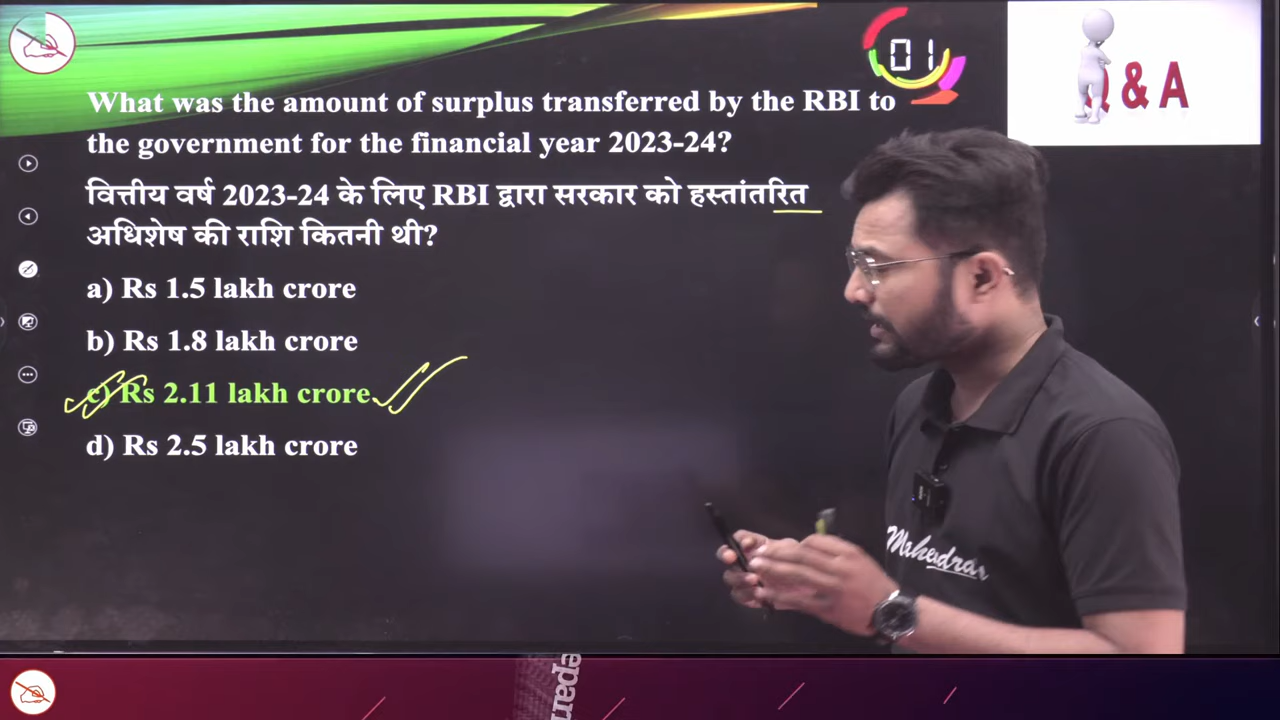 01
Q & A
What was the amount of surplus transferred by the RBI to
the government for the financial year 2023-24?
वित्तीय वर्ष 2023-24 के लिए RBI द्वारा सरकार को हस्तांतरित
अधिशेष की राशि कितनी थी?
a) Rs 1.5 lakh crore
b) Rs 1.8 lakh crore
c) Rs 2.11 lakh crore
d) Rs 2.5 lakh crore
Mahendras
epar